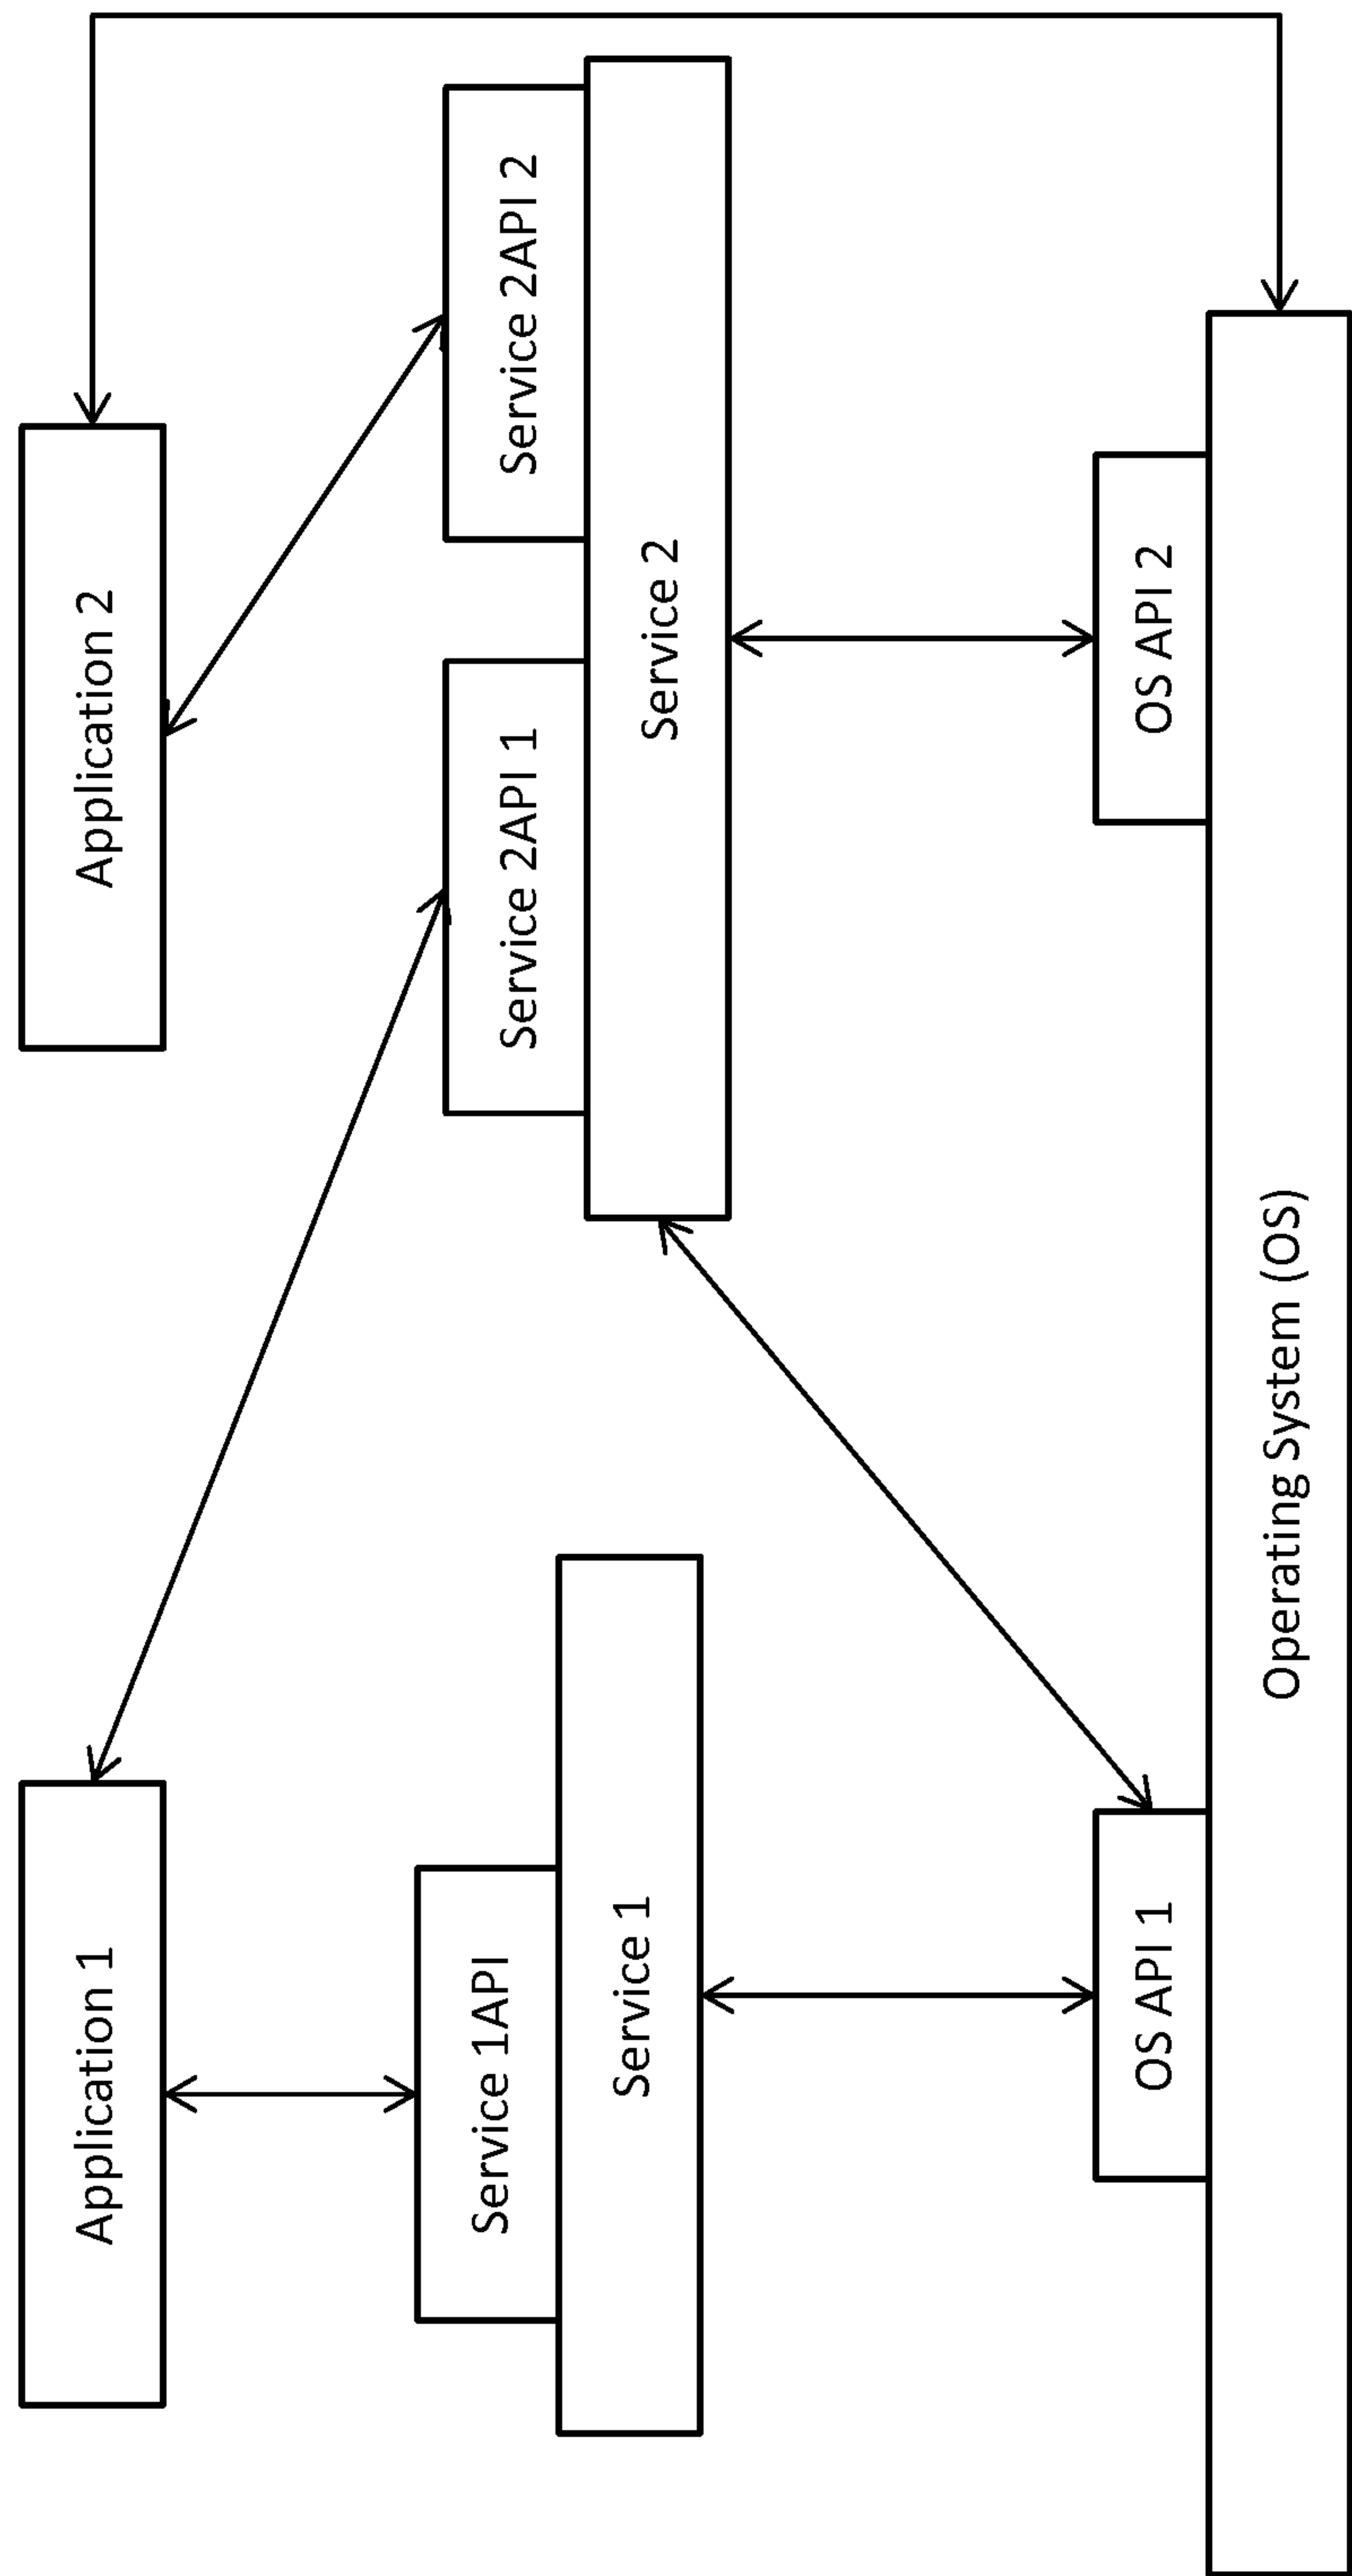 Application 1
Application 2
Service 1API
Service 2API 1
Service 2API 2
Service 1
Service 2
OS API 1
OS API 2
Operating System (OS)